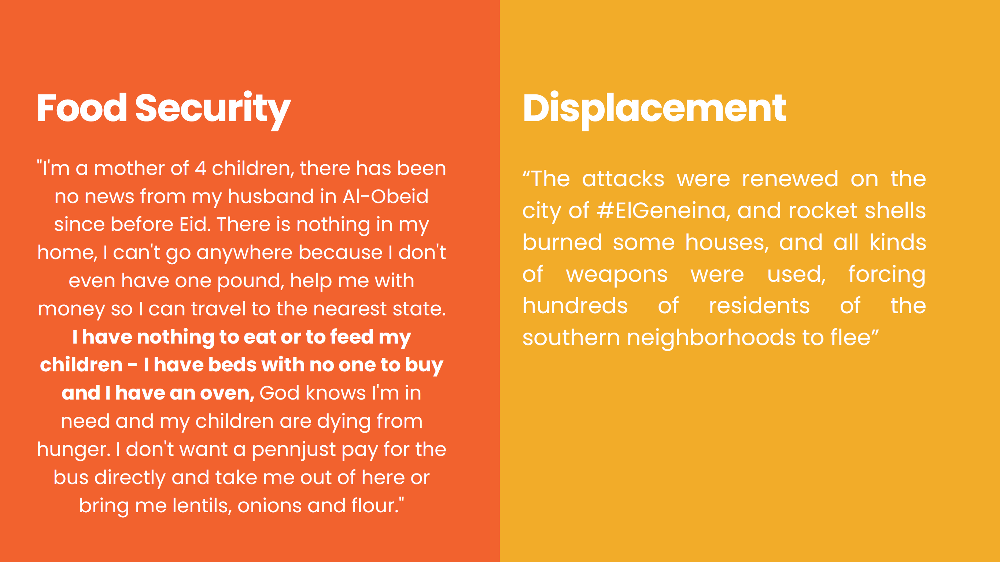 Food Security
"I'm a mother of 4 children, there has been
no news from my husband in Al-Obeid
since before Eid. There is nothing in my
home, I can't go anywhere because I don't
even have one pound, help me with
money so I can travel to the nearest state.
I have nothing to eat or to feed my
children - I have beds with no one to buy
and I have an oven, God knows I'm in
need and my children are dying from
hunger. I don't want a pennjust pay for the
bus directly and take me out of here or
bring me lentils, onions and flour."
Displacement
“The attacks were renewed on the
city of #ElGeneina, and rocket shells
burned some houses, and all kinds
of weapons were used, forcing
hundreds of residents of the
southern neighborhoods to flee”